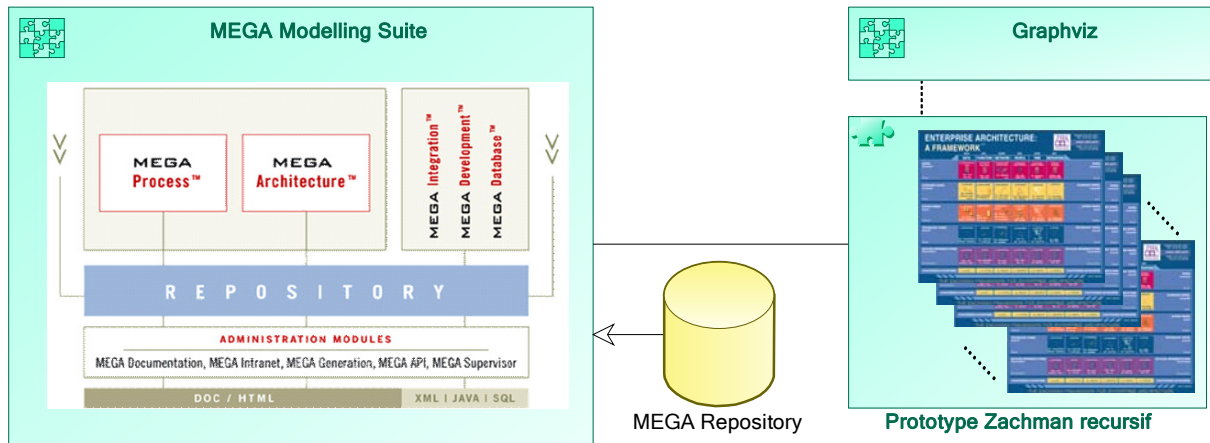 MEGA Modelling Suite
MEGA
Process™
MEGA
Architecture™
MEGA Integration™
MEGA Development™
MEGA Database™
REPOSITORY
ADMINISTRATION MODULES
MEGA Documentation, MEGA Intranet, MEGA Generation, MEGA API, MEGA Supervisor
DOC / HTML
XML | JAVA | SQL
MEGA Repository
Graphviz
ENTERPRISE ARCHITECTURE:
A FRAMEWORK
Prototype Zachman recursif